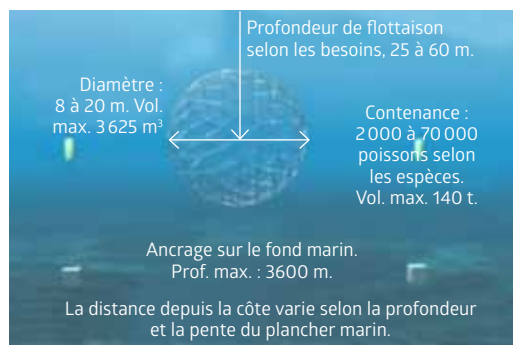 Profondeur de flottaison
selon les besoins, 25 à 60 m.
Diamètre :
8 à 20 m. Vol.
max. 3 625 m³
Contenance :
2 000 à 70 000
poissons selon
les espèces.
Vol. max. 140 t.
Ancrage sur le fond marin.
Prof. max. : 3600 m.
La distance depuis la côte varie selon la profondeur
et la pente du plancher marin.